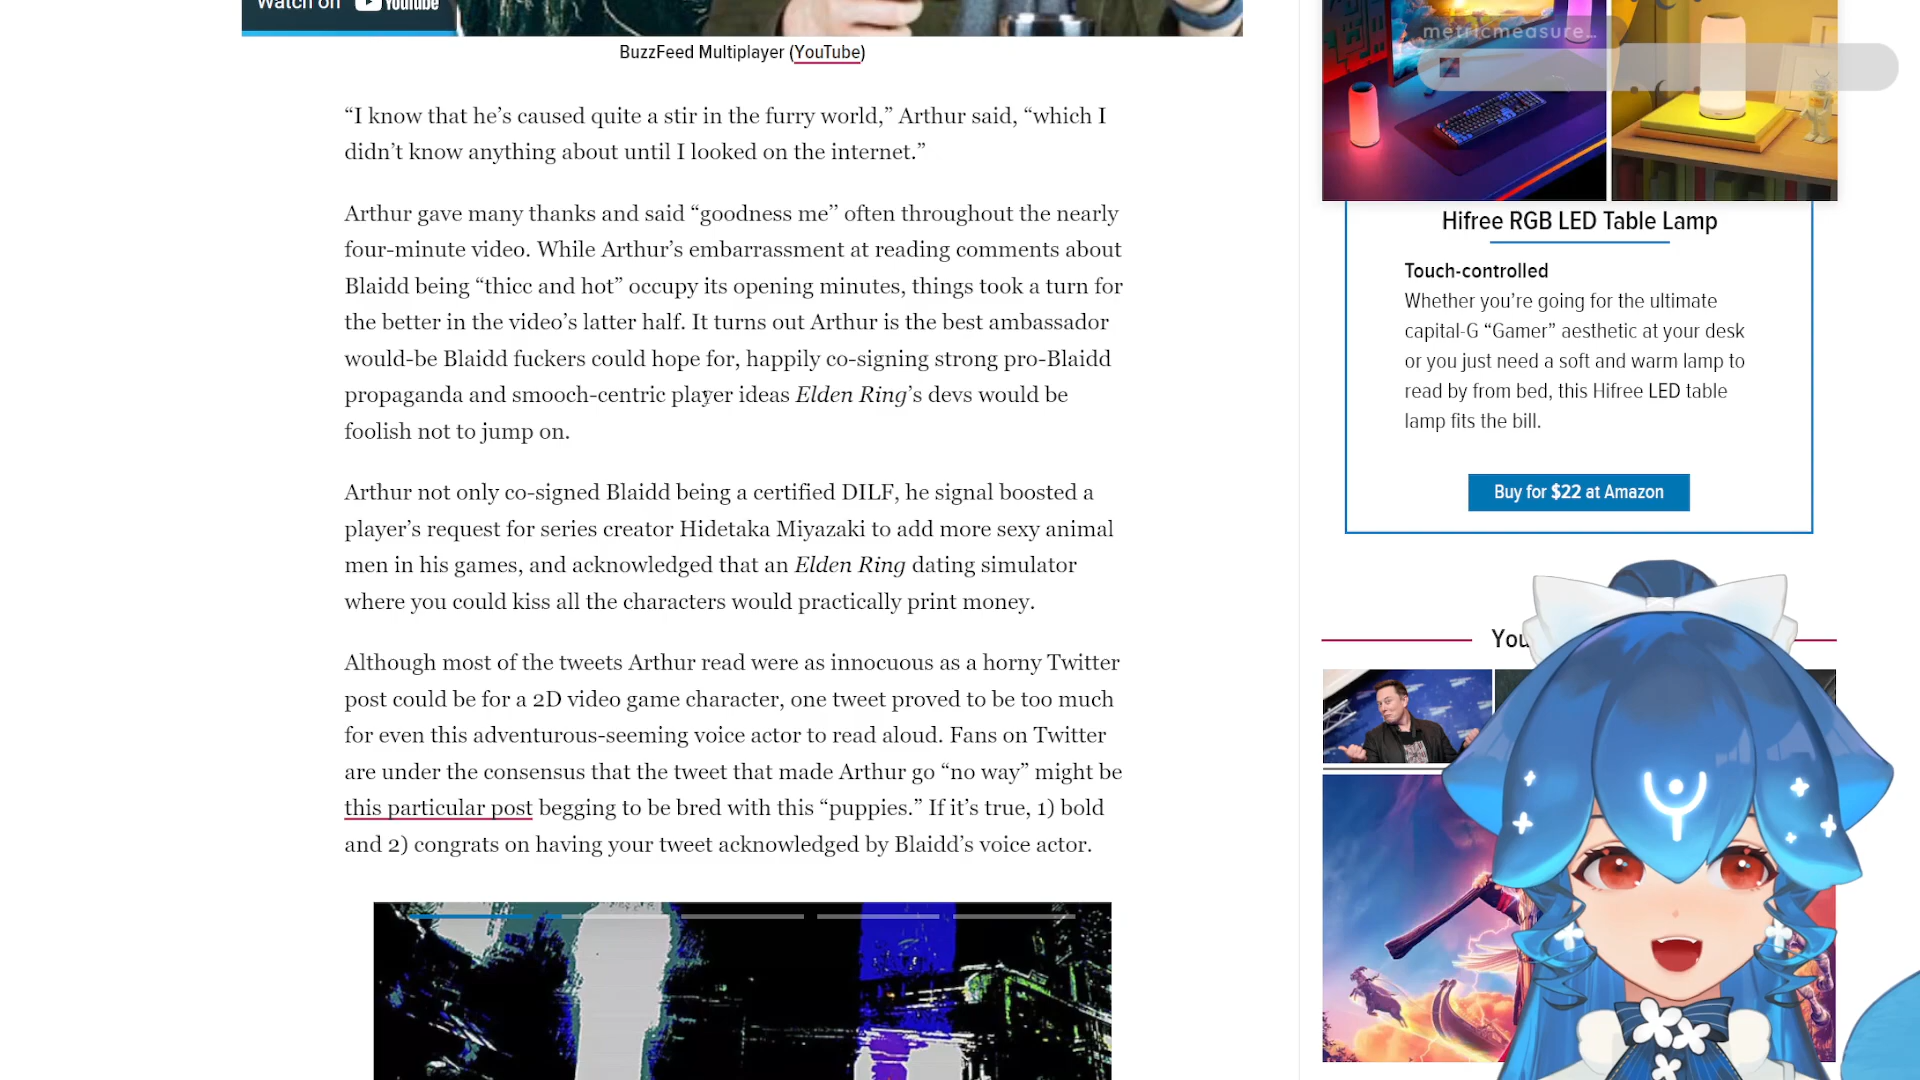 Watch on YouTube
BuzzFeed Multiplayer (YouTube)
“I know that he’s caused quite a stir in the furry world,” Arthur said, “which I
didn’t know anything about until I looked on the internet.”
Arthur gave many thanks and said “goodness me” often throughout the nearly
four-minute video. While Arthur’s embarrassment at reading comments about
Blaidd being “thicc and hot” occupy its opening minutes, things took a turn for
the better in the video’s latter half. It turns out Arthur is the best ambassador
would-be Blaidd fuckers could hope for, happily co-signing strong pro-Blaidd
propaganda and smooch-centric player ideas Elden Ring’s devs would be
foolish not to jump on.
Arthur not only co-signed Blaidd being a certified DILF, he signal boosted a
player’s request for series creator Hidetaka Miyazaki to add more sexy animal
men in his games, and acknowledged that an Elden Ring dating simulator
where you could kiss all the characters would practically print money.
Although most of the tweets Arthur read were as innocuous as a horny Twitter
post could be for a 2D video game character, one tweet proved to be too much
for even this adventurous-seeming voice actor to read aloud. Fans on Twitter
are under the consensus that the tweet that made Arthur go “no way” might be
this particular post begging to be bred with this “puppies.” If it’s true, 1) bold
and 2) congrats on having your tweet acknowledged by Blaidd’s voice actor.
metricmeasure...
Hifree RGB LED Table Lamp
Touch-controlled
Whether you’re going for the ultimate
capital-G “Gamer” aesthetic at your desk
or you just need a soft and warm lamp to
read by from bed, this Hifree LED table
lamp fits the bill.
Buy for $22 at Amazon
You